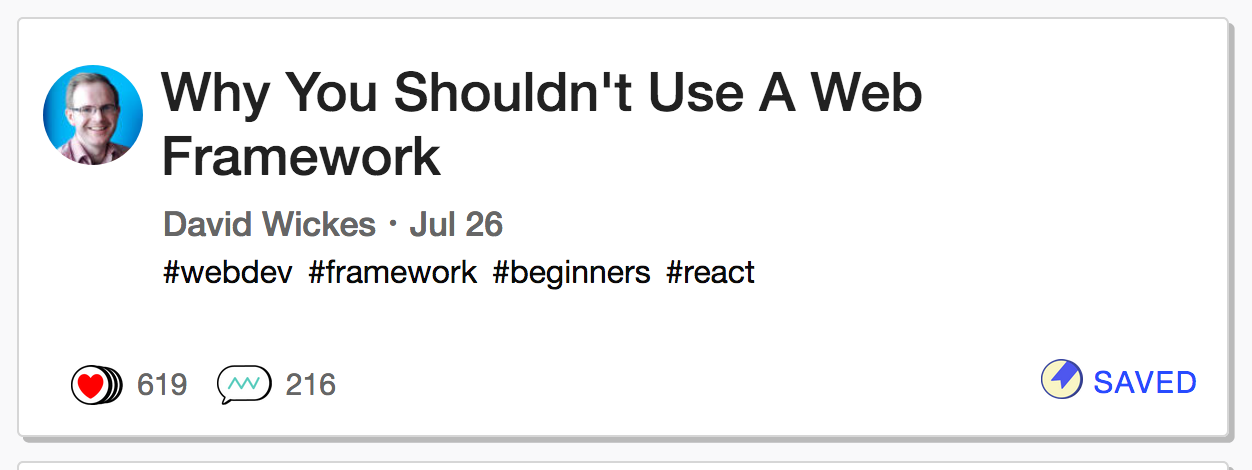 Why You Shouldn't Use A Web
Framework
David Wickes · Jul 26
#webdev #framework #beginners #react
619 216 SAVED